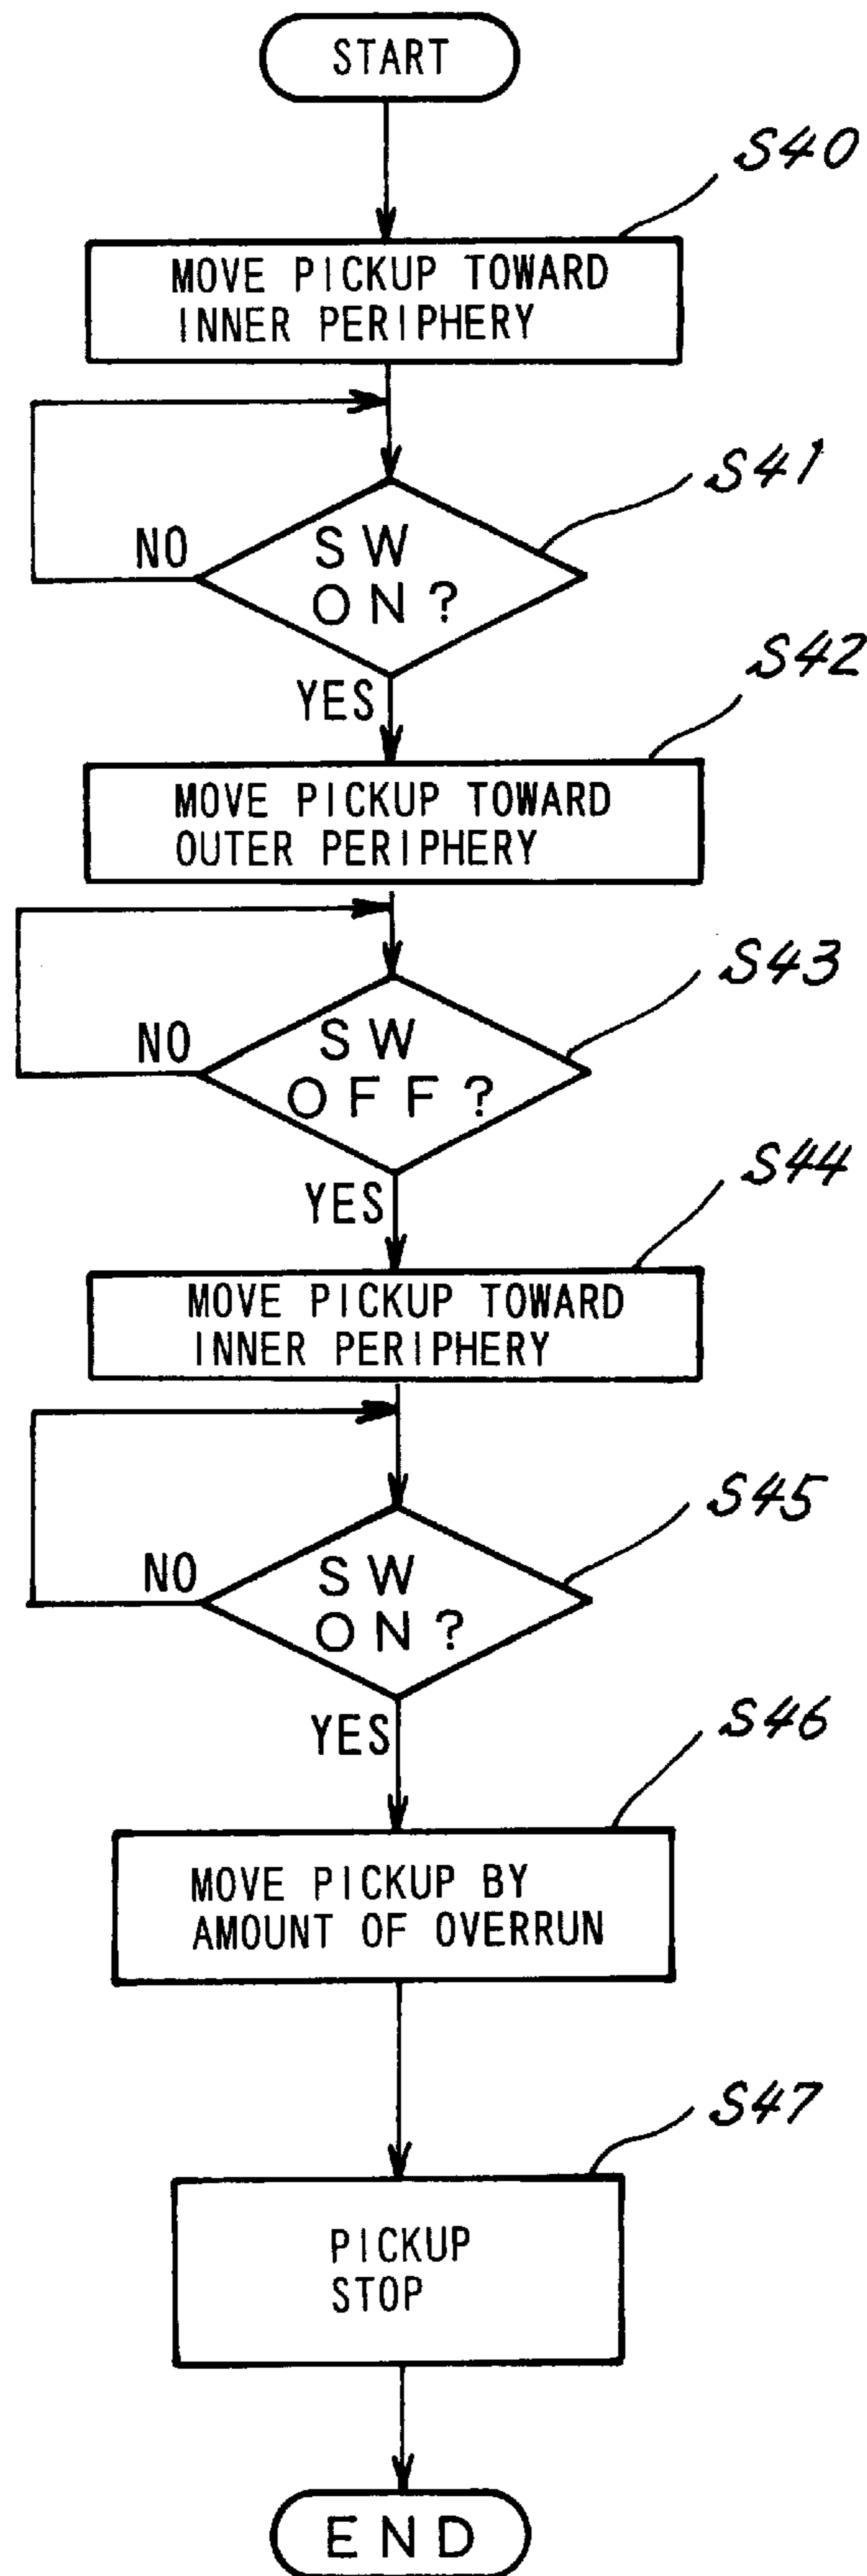 START
S40
MOVE PICKUP TOWARD
INNER PERIPHERY
S41
SW
ON?
NO
YES
S42
MOVE PICKUP TOWARD
OUTER PERIPHERY
S43
SW
OFF?
NO
YES
S44
MOVE PICKUP TOWARD
INNER PERIPHERY
S45
SW
ON?
NO
YES
S46
MOVE PICKUP BY
AMOUNT OF OVERRUN
S47
PICKUP
STOP
END